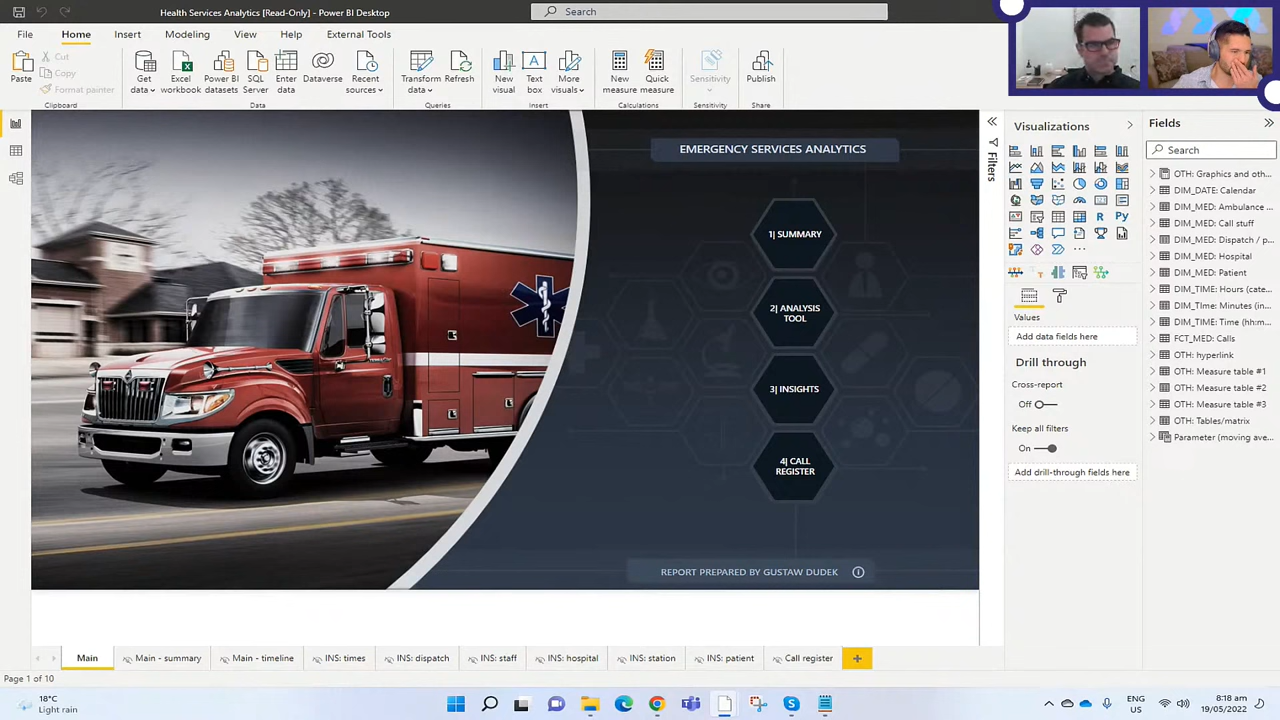 Health Services Analytics [Read-Only] - Power BI Desktop
Search
File
Home
Insert
Modeling
View
Help
External Tools
Paste
Cut
Copy
Format painter
Clipboard
Get data
Excel workbook
Power BI datasets
SQL Server
Enter data
Dataverse
Recent sources
Data
Transform data
Refresh
Queries
New visual
Text box
More visuals
Insert
New measure
Quick measure
Calculations
Sensitivity
Sensitivity
Publish
Share
EMERGENCY SERVICES ANALYTICS
1| SUMMARY
2| ANALYSIS
TOOL
3| INSIGHTS
4| CALL
REGISTER
REPORT PREPARED BY GUSTAW DUDEK
Filters
Visualizations
R
Py
Values
Add data fields here
Drill through
Cross-report
Off
Keep all filters
On
Add drill-through fields here
Fields
Search
OTH: Graphics and oth...
DIM_DATE: Calendar
DIM_MED: Ambulance ...
DIM_MED: Call stuff
DIM_MED: Dispatch / p...
DIM_MED: Hospital
DIM_MED: Patient
DIM_TIME: Hours (cate...
DIM_TIme: Minutes (in...
DIM_TIME: Time (hh:m...
FCT_MED: Calls
OTH: hyperlink
OTH: Measure table #1
OTH: Measure table #2
OTH: Measure table #3
OTH: Tables/matrix
Parameter (moving ave...
Main
Main - summary
Main - timeline
INS: times
INS: dispatch
INS: staff
INS: hospital
INS: station
INS: patient
Call register
Page 1 of 10
18°C
Light rain
ENG
US
8:18 am
19/05/2022